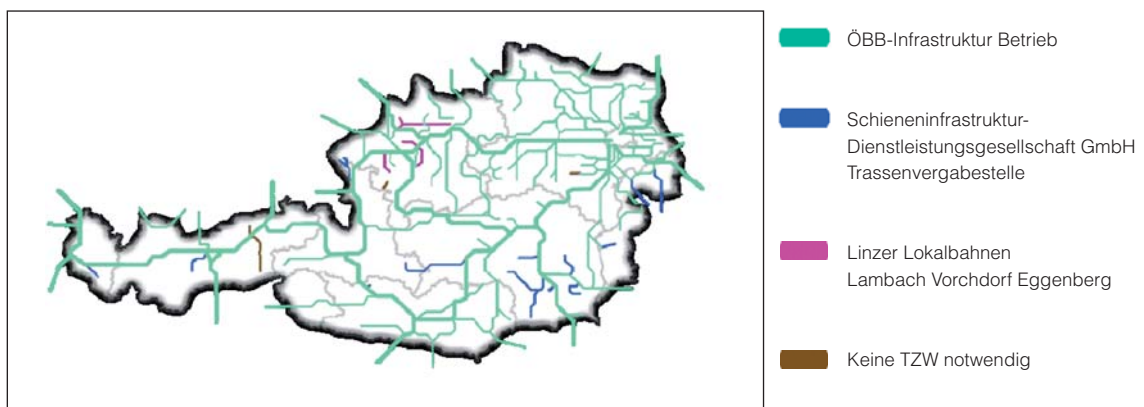 ÖBB-Infrastruktur Betrieb
Schieneninfrastruktur-
Dienstleistungsgesellschaft GmbH
Trassenvergabestelle
Linzer Lokalbahnen
Lambach Vorchdorf Eggenberg
Keine TZW notwendig